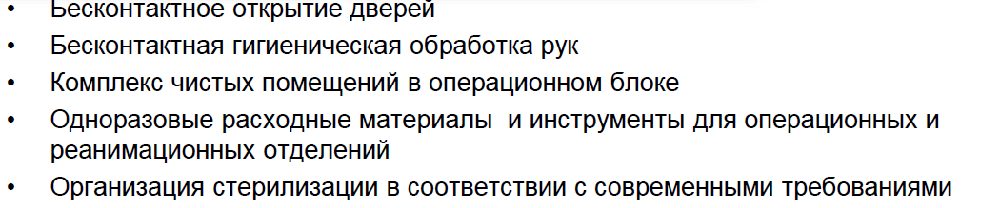 • Бесконтактное открытие дверей
• Бесконтактная гигиеническая обработка рук
• Комплекс чистых помещений в операционном блоке
• Одноразовые расходные материалы  и инструменты для операционных и
реанимационных отделений
• Организация стерилизации в соответствии с современными требованиями